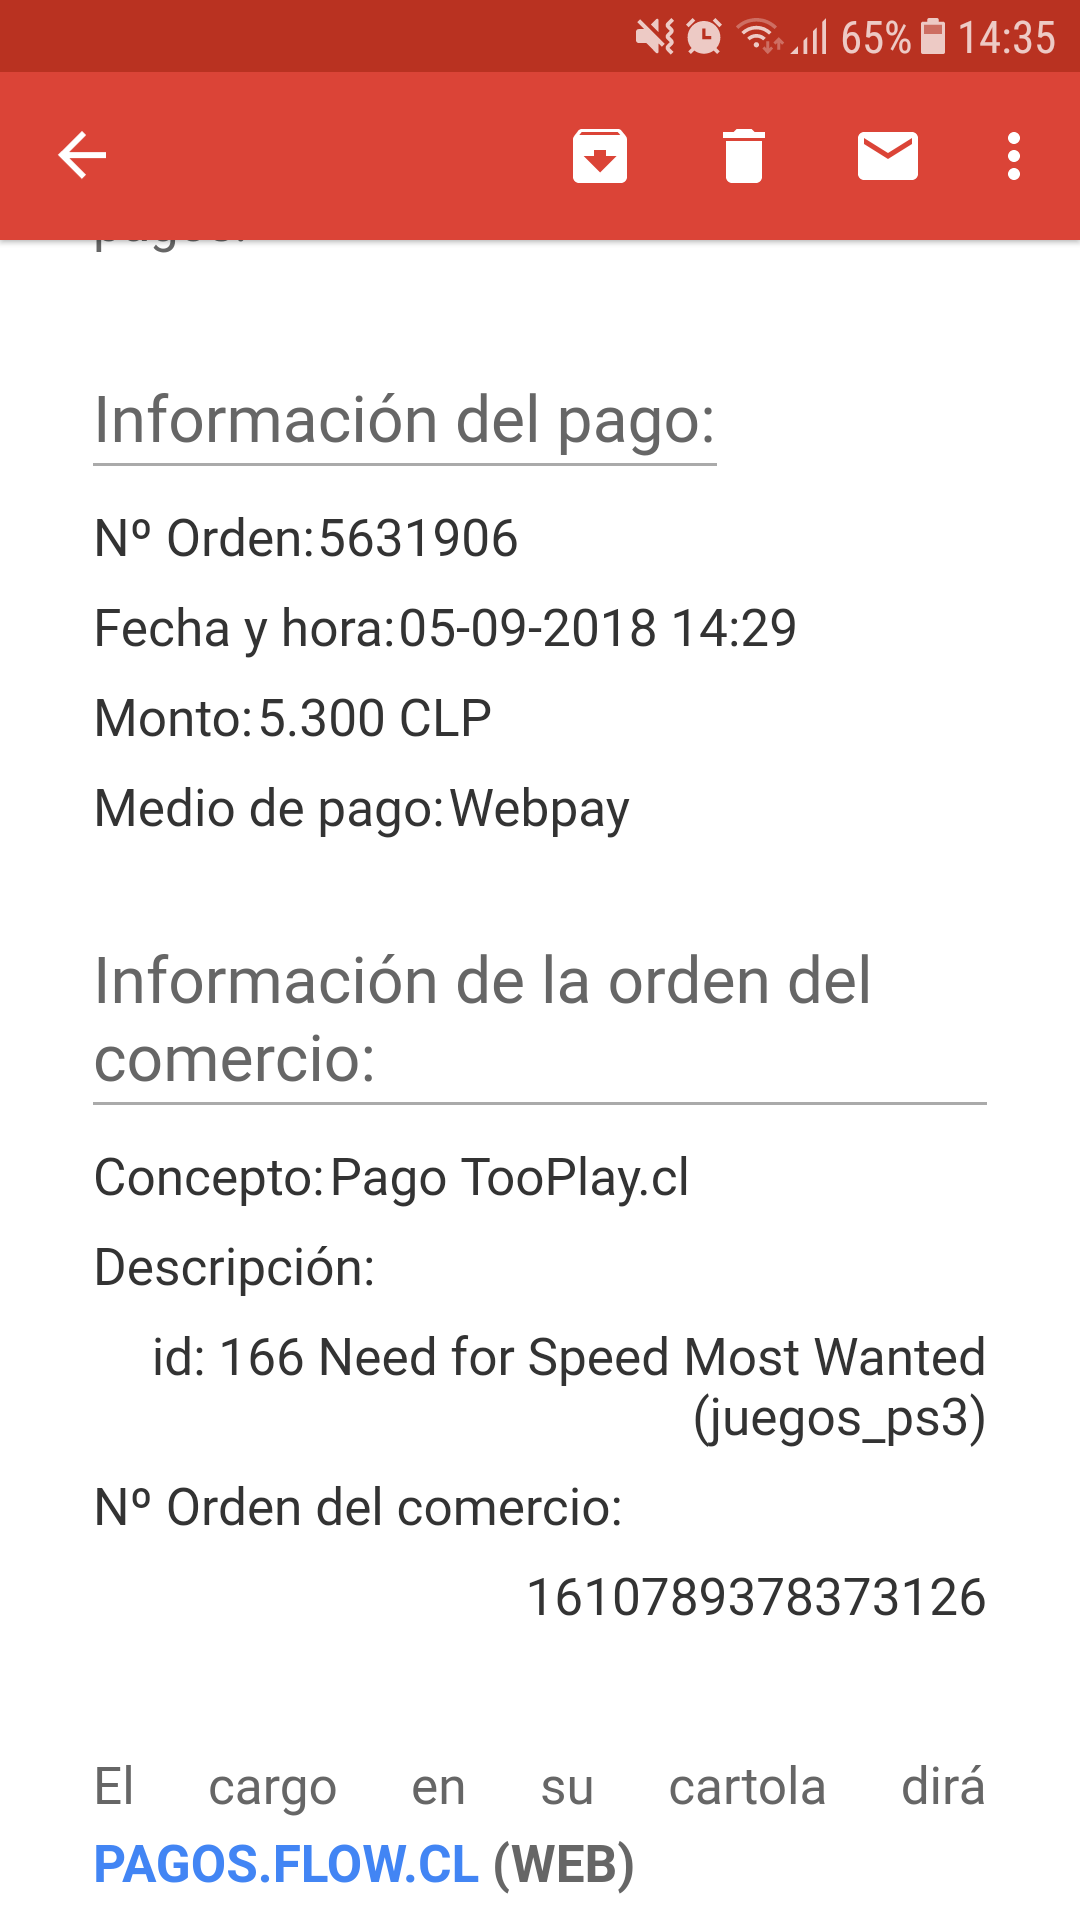 65% 14:35
pagos.
Información del pago:
Nº Orden:5631906
Fecha y hora:05-09-2018 14:29
Monto:5.300 CLP
Medio de pago:Webpay
Información de la orden del
comercio:
Concepto:Pago TooPlay.cl
Descripción:
id: 166 Need for Speed Most Wanted
(juegos_ps3)
Nº Orden del comercio:
1610789378373126
El cargo en su cartola dirá
PAGOS.FLOW.CL (WEB)